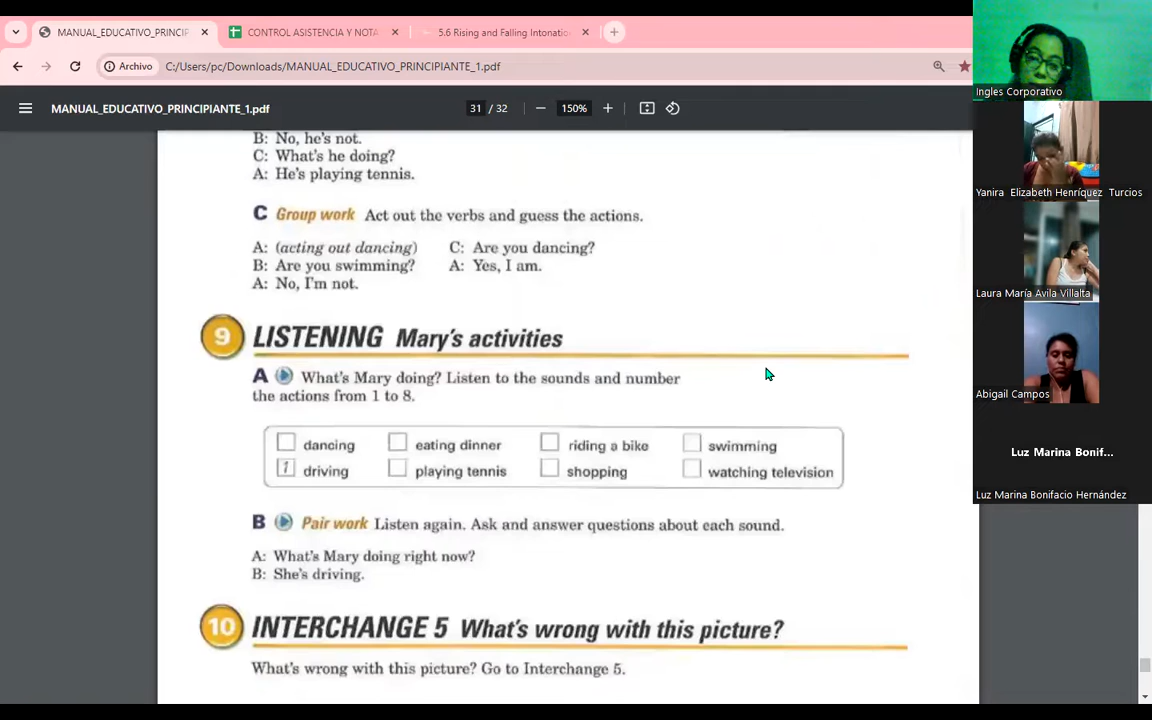 MANUAL_EDUCATIVO_PRINCIP
CONTROL ASISTENCIA Y NOTA
5.6 Rising and Falling Intonation
Archivo
C:/Users/pc/Downloads/MANUAL_EDUCATIVO_PRINCIPIANTE_1.pdf
MANUAL_EDUCATIVO_PRINCIPIANTE_1.pdf
31 / 32
150%
B: No, he's not.
C: What's he doing?
A: He's playing tennis.
C Group work Act out the verbs and guess the actions.
A: (acting out dancing) C: Are you dancing?
B: Are you swimming? A: Yes, I am.
A: No, I'm not.
9 LISTENING Mary's activities
A What's Mary doing? Listen to the sounds and number
the actions from 1 to 8.
dancing eating dinner riding a bike swimming
1 driving playing tennis shopping watching television
B Pair work Listen again. Ask and answer questions about each sound.
A: What's Mary doing right now?
B: She's driving.
10 INTERCHANGE 5 What's wrong with this picture?
What's wrong with this picture? Go to Interchange 5.
Ingles Corporativo
Yanira Elizabeth Henríquez Turcios
Laura María Avila Villalta
Abigail Campos
Luz Marina Bonif...
Luz Marina Bonifacio Hernández